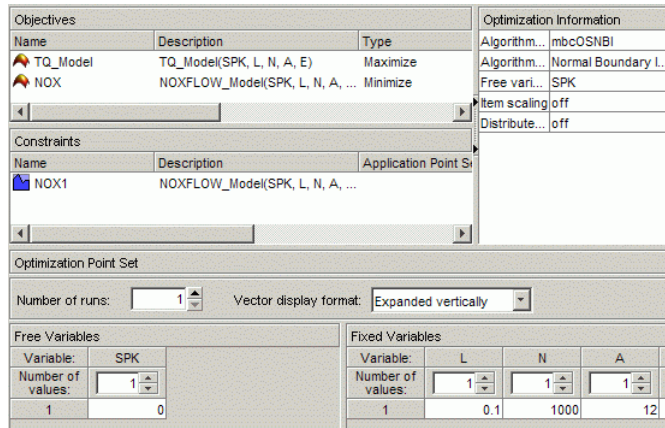 Objectives
Name Description Type
TQ_Model TQ_Model(SPK, L, N, A, E) Maximize
NOX NOXFLOW_Model(SPK, L, N, A, ... Minimize
Constraints
Name Description Application Point Se
NOX1 NOXFLOW_Model(SPK, L, N, A, ...
Optimization Information
Algorithm... mbcOSNBI
Algorithm... Normal Boundary I...
Free vari... SPK
Item scaling off
Distribute... off
Optimization Point Set
Number of runs: 1 Vector display format: Expanded vertically
Free Variables
Variable: SPK
Number of values: 1
1 0
Fixed Variables
Variable: L N A
Number of values: 1 1 1
1 0.1 1000 12